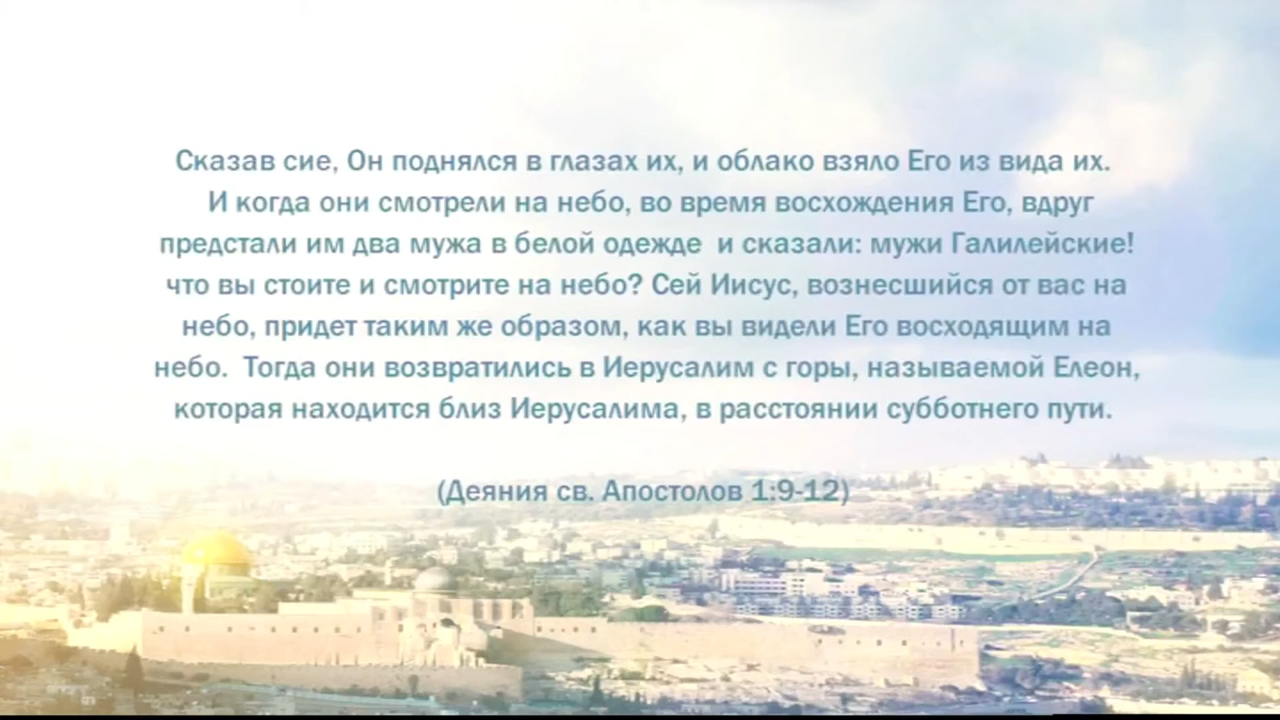 Сказав сие, Он поднялся в глазах их, и облако взяло Его из вида их.
И когда они смотрели на небо, во время восхождения Его, вдруг
предстали им два мужа в белой одежде и сказали: мужи Галилейские!
что вы стоите и смотрите на небо? Сей Иисус, вознесшийся от вас на
небо, придет таким же образом, как вы видели Его восходящим на
небо. Тогда они возвратились в Иерусалим с горы, называемой Елеон,
которая находится близ Иерусалима, в расстоянии субботнего пути.
(Деяния св. Апостолов 1:9-12)